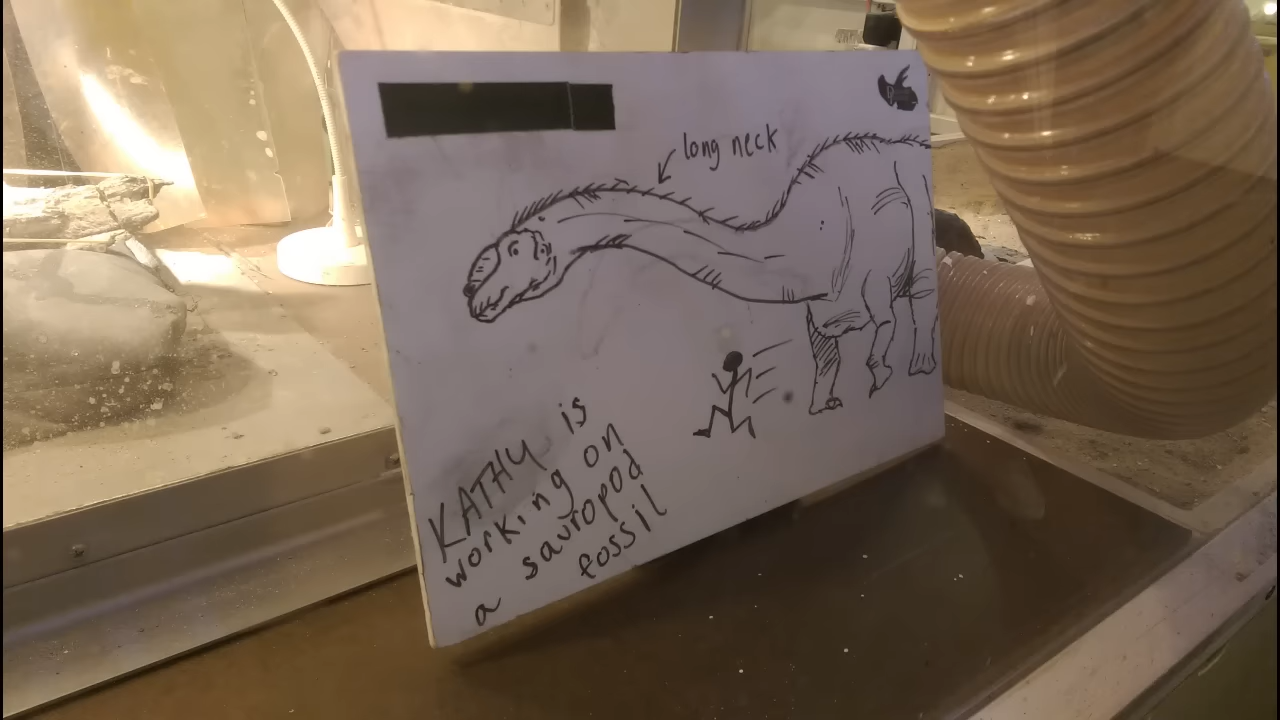 long neck
KATHY is
working on
a sauropod
fossil